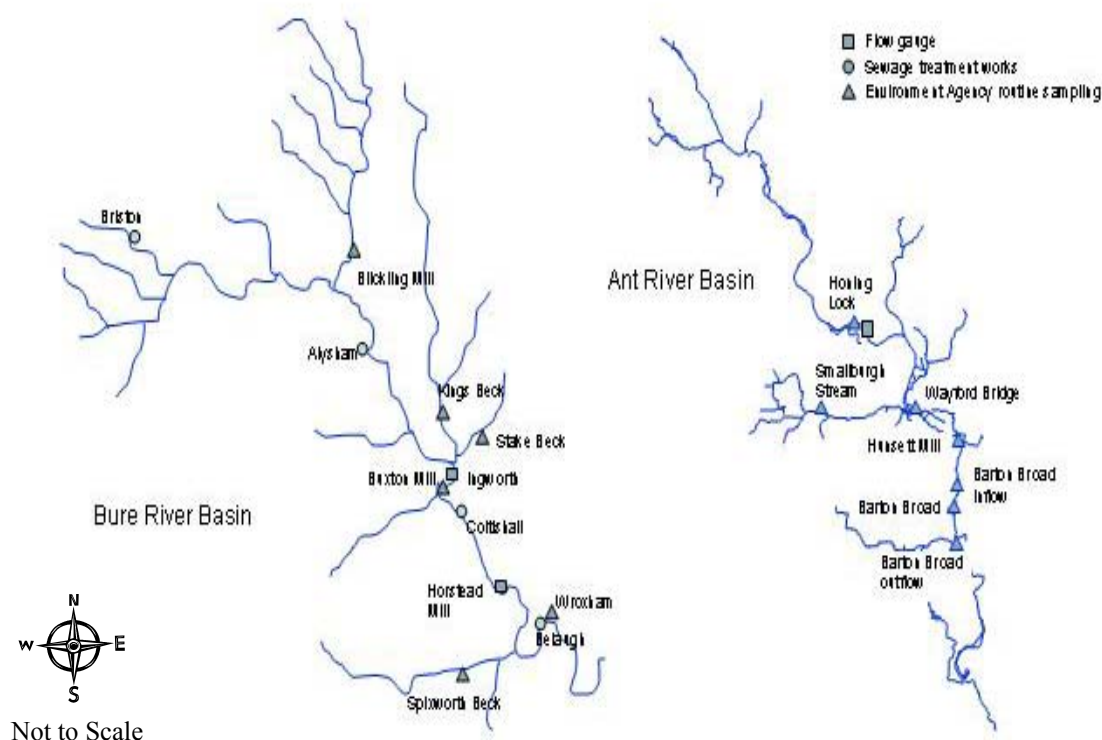 Flow gauge
Sewage treatment works
Environment Agency routine sampling
Briston
Blickling Mill
Ant River Basin
Honing
Lock
Alysham
Kings Beck
Smallburgh
Stream
Wayford Bridge
Stake Beck
Hunsett Mill
Buxton Mill
Ingworth
Barton Broad
Inflow
Bure River Basin
Coltishall
Barton Broad
Barton Broad
outflow
Horstead
Mill
Wroxham
Belaugh
Spixworth Beck
N
W
E
S
Not to Scale